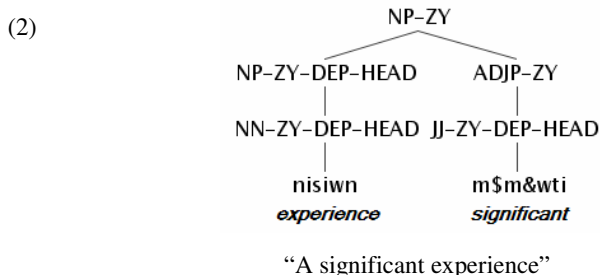 (2)
NP-ZY
NP-ZY-DEP-HEAD ADJP-ZY
NN-ZY-DEP-HEAD JJ-ZY-DEP-HEAD
nisiwn m$m&wti
experience significant
“A significant experience”